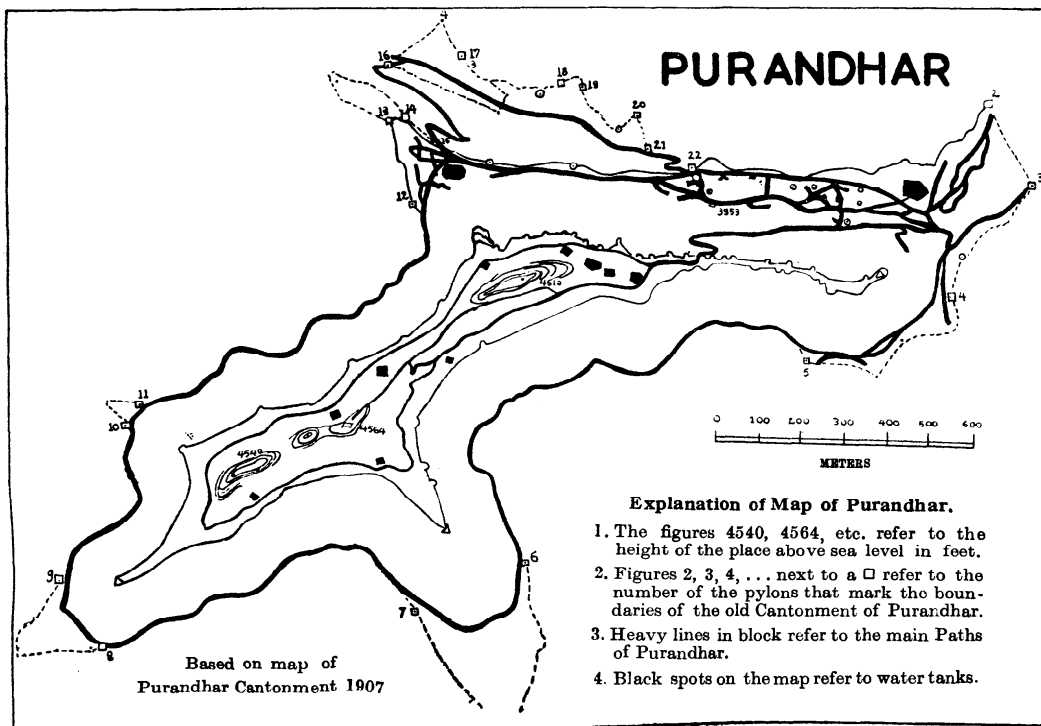 PURANDHAR
4
16
17
3
18
19
20
21
22
2
3
13
14
12
3853
4510
4
5
11
10
4564
4540
9
8
7
6
0 100 200 300 400 500 600
METERS
Explanation of Map of Purandhar.
1. The figures 4540, 4564, etc. refer to the
height of the place above sea level in feet.
2. Figures 2, 3, 4, ... next to a □ refer to the
number of the pylons that mark the boun-
daries of the old Cantonment of Purandhar.
3. Heavy lines in block refer to the main Paths
of Purandhar.
4. Black spots on the map refer to water tanks.
Based on map of
Purandhar Cantonment 1907